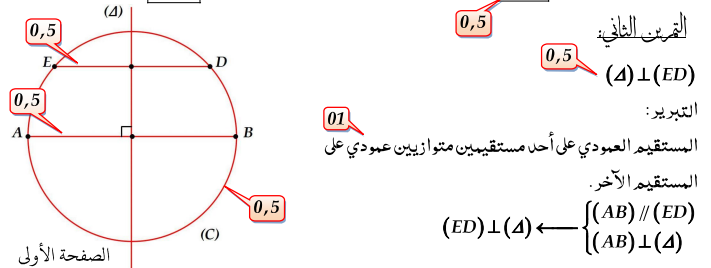 التمرين الثاني:
0,5
0,5
(Δ)⊥(ED)
التبرير:
01
المستقيم العمودي على أحد مستقيمين متوازيين عمودي على
المستقيم الآخر.
(ED)⊥(Δ) ⟵ { (AB)//(ED)
(AB)⊥(Δ)
(Δ)
0,5
E D
0,5
A B
0,5
(C)
الصفحة الأولى